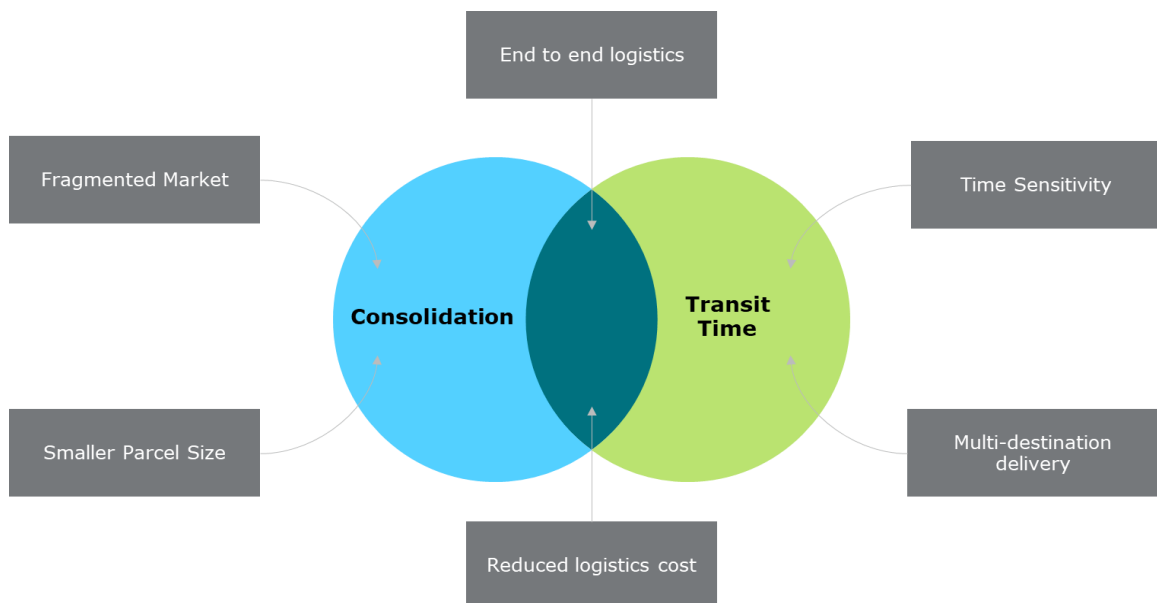 End to end logistics
Fragmented Market
Time Sensitivity
Consolidation
Transit
Time
Smaller Parcel Size
Multi-destination
delivery
Reduced logistics cost